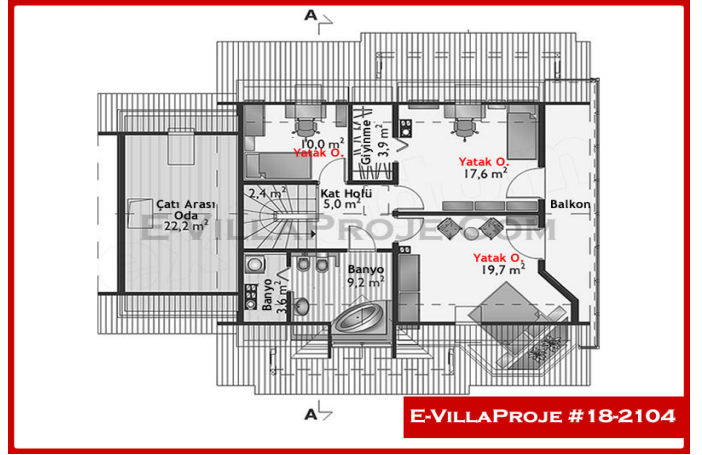 A
10,0 m²
Yatak O.
Giyinme
3,9 m²
Yatak O.
17,6 m²
2,4 m²
Kat Holü
5,0 m²
Çatı Arası
Oda
22,2 m²
Balkon
E-VillaProje.Com
Yatak O.
19,7 m²
Banyo
3,6 m²
Banyo
9,2 m²
A
E-VillaProje #18-2104